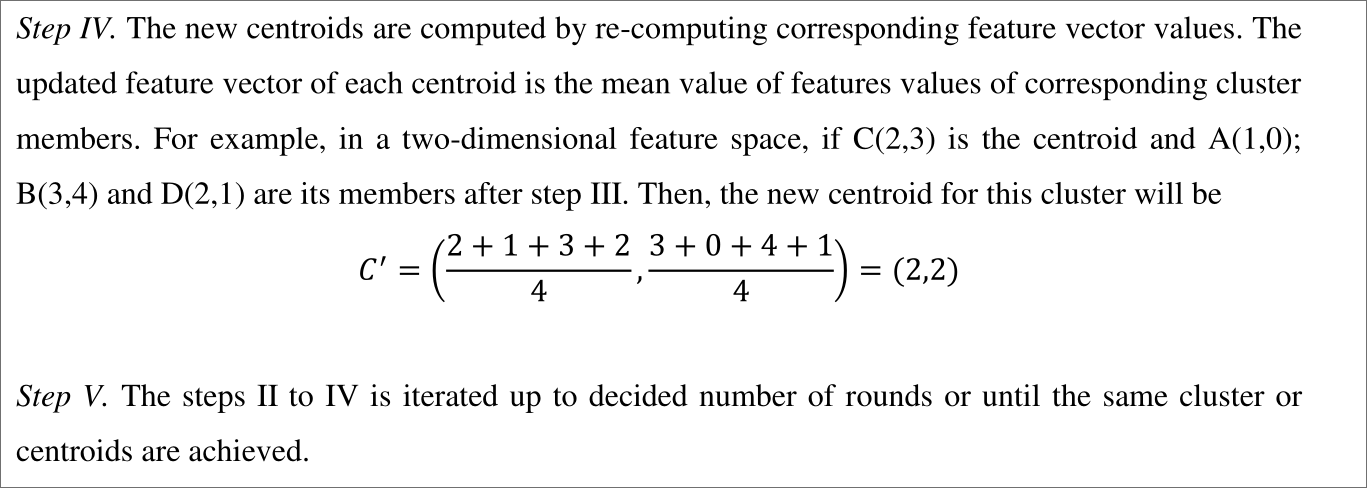 Step IV. The new centroids are computed by re-computing corresponding feature vector values. The
updated feature vector of each centroid is the mean value of features values of corresponding cluster
members. For example, in a two-dimensional feature space, if C(2,3) is the centroid and A(1,0);
B(3,4) and D(2,1) are its members after step III. Then, the new centroid for this cluster will be
C′ = ((2 + 1 + 3 + 2)/4, (3 + 0 + 4 + 1)/4) = (2,2)
Step V. The steps II to IV is iterated up to decided number of rounds or until the same cluster or
centroids are achieved.